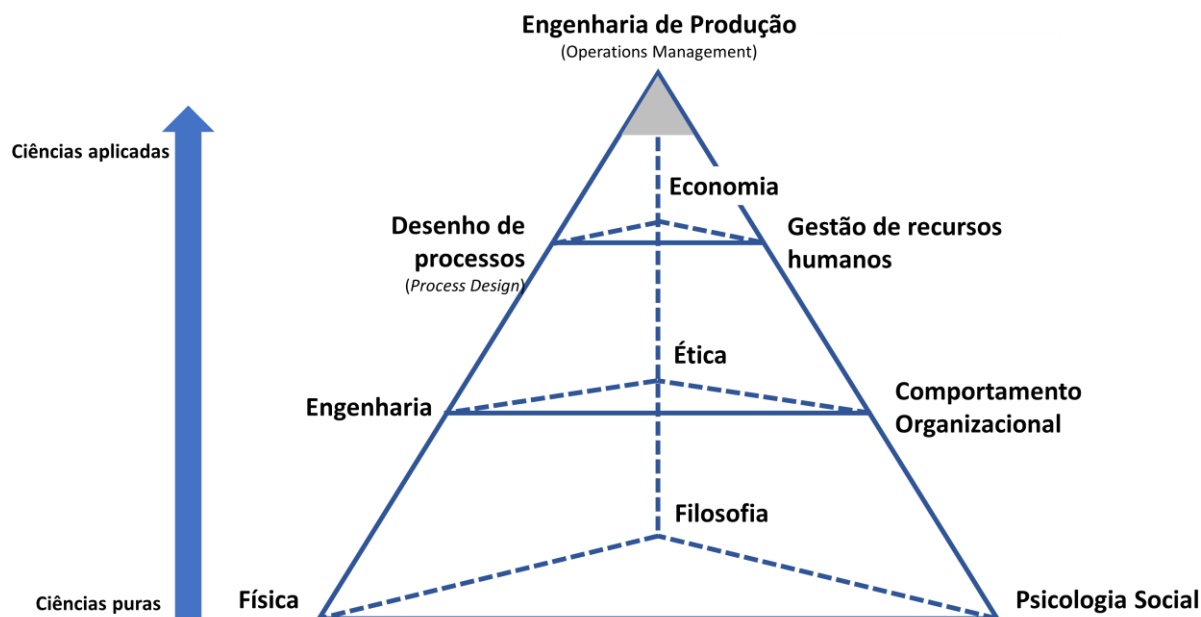 Engenharia de Produção
(Operations Management)
Ciências aplicadas
Economia
Desenho de
processos
(Process Design)
Gestão de recursos
humanos
Ética
Engenharia
Comportamento
Organizacional
Filosofia
Ciências puras
Física
Psicologia Social